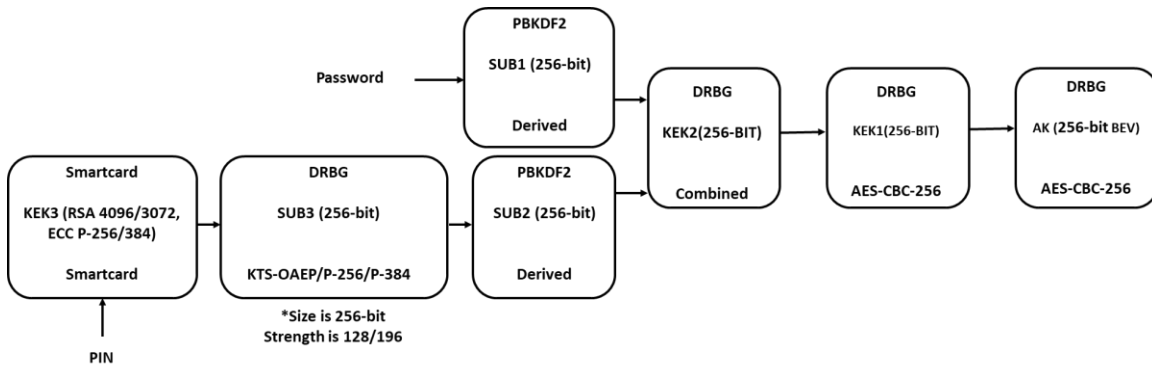 PBKDF2
SUB1 (256-bit)
Derived
Password
DRBG
KEK2(256-BIT)
Combined
DRBG
KEK1(256-BIT)
AES-CBC-256
DRBG
AK (256-bit BEV)
AES-CBC-256
Smartcard
KEK3 (RSA 4096/3072,
ECC P-256/384)
Smartcard
DRBG
SUB3 (256-bit)
KTS-OAEP/P-256/P-384
PBKDF2
SUB2 (256-bit)
Derived
*Size is 256-bit
Strength is 128/196
PIN